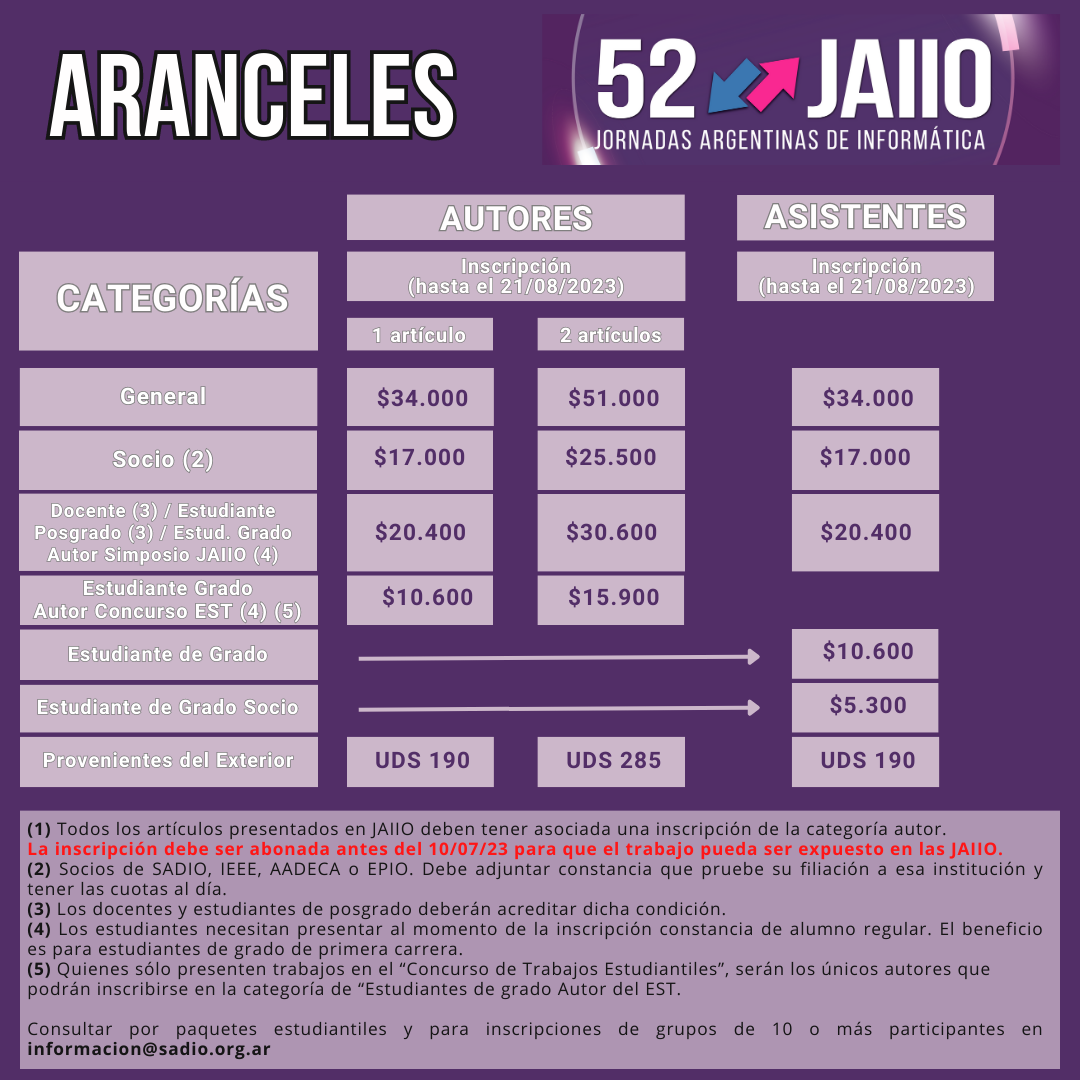 ARANCELES
52 JAIIO
JORNADAS ARGENTINAS DE INFORMÁTICA
AUTORES
ASISTENTES
CATEGORÍAS
Inscripción
(hasta el 21/08/2023)
Inscripción
(hasta el 21/08/2023)
1 artículo
2 artículos
General
$34.000
$51.000
$34.000
Socio (2)
$17.000
$25.500
$17.000
Docente (3) / Estudiante
Posgrado (3) / Estud. Grado
Autor Simposio JAIIO (4)
$20.400
$30.600
$20.400
Estudiante Grado
Autor Concurso EST (4) (5)
$10.600
$15.900
Estudiante de Grado
$10.600
Estudiante de Grado Socio
$5.300
Provenientes del Exterior
UDS 190
UDS 285
UDS 190
(1) Todos los artículos presentados en JAIIO deben tener asociada una inscripción de la categoría autor.
La inscripción debe ser abonada antes del 10/07/23 para que el trabajo pueda ser expuesto en las JAIIO.
(2) Socios de SADIO, IEEE, AADECA o EPIO. Debe adjuntar constancia que pruebe su filiación a esa institución y
tener las cuotas al día.
(3) Los docentes y estudiantes de posgrado deberán acreditar dicha condición.
(4) Los estudiantes necesitan presentar al momento de la inscripción constancia de alumno regular. El beneficio
es para estudiantes de grado de primera carrera.
(5) Quienes sólo presenten trabajos en el “Concurso de Trabajos Estudiantiles”, serán los únicos autores que
podrán inscribirse en la categoría de “Estudiantes de grado Autor del EST.
Consultar por paquetes estudiantiles y para inscripciones de grupos de 10 o más participantes en
informacion@sadio.org.ar